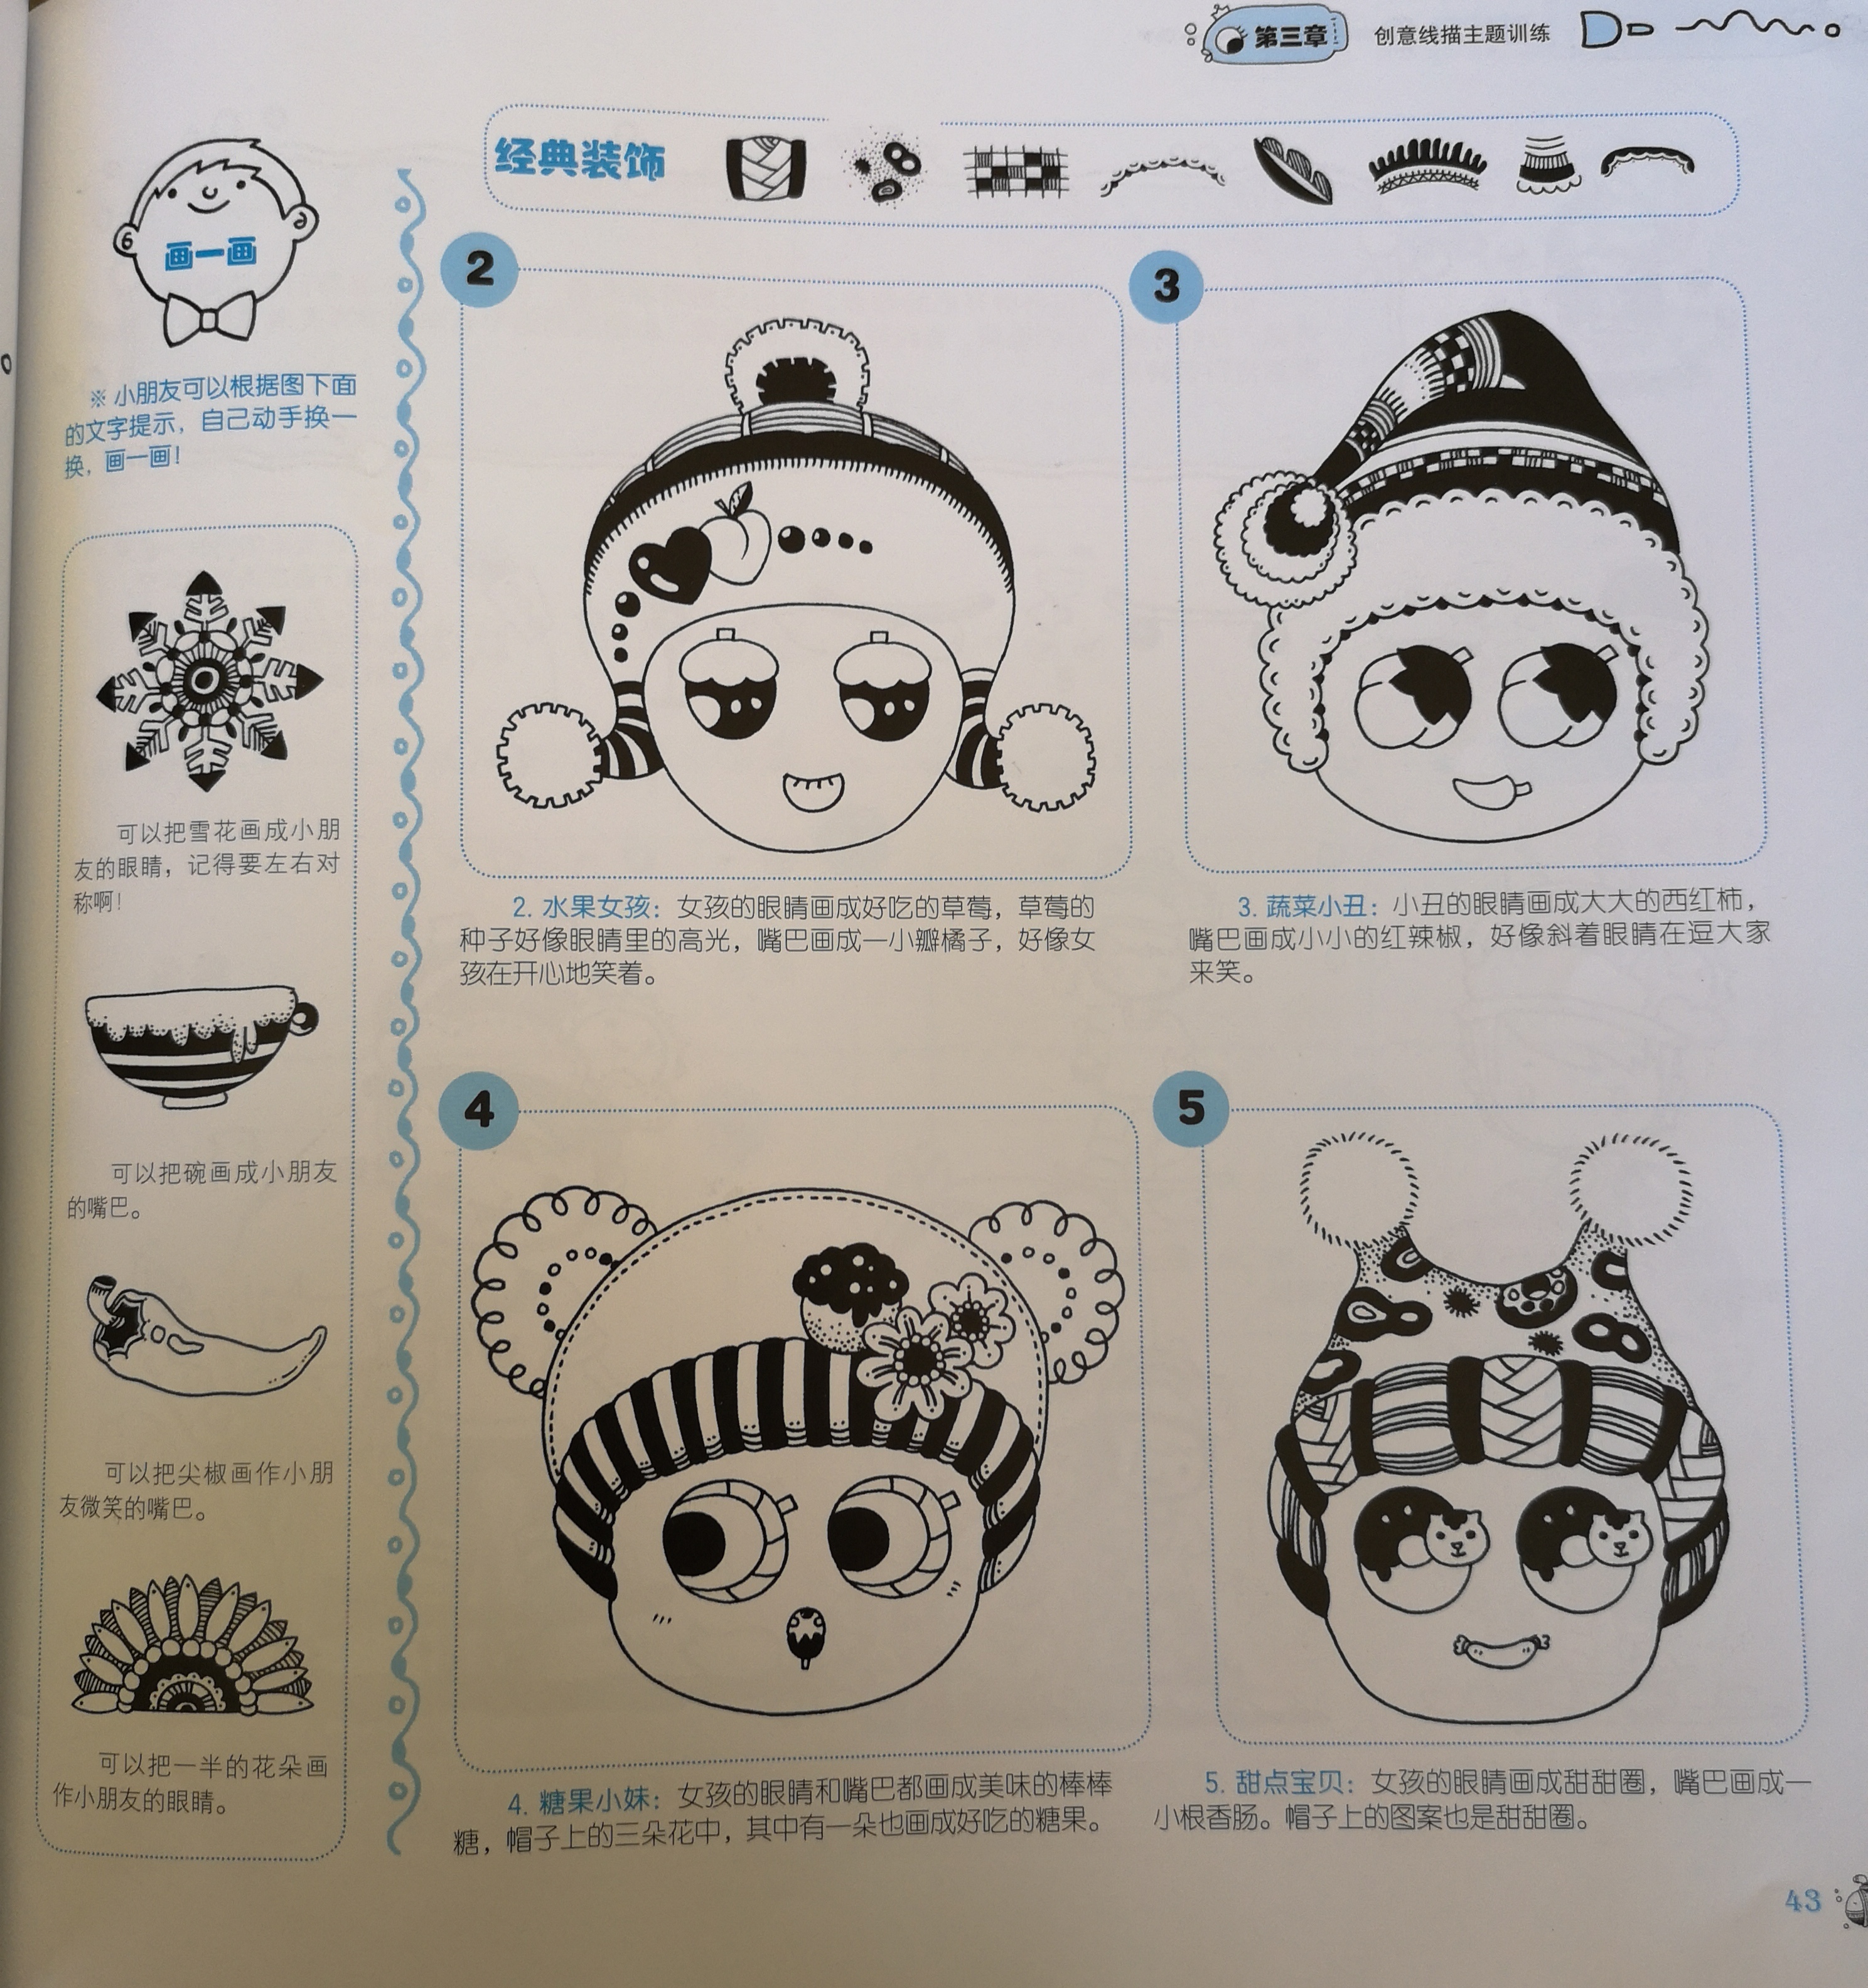 第三章 创意线描主题训练
经典装饰
画一画
※ 小朋友可以根据图下面
的文字提示，自己动手换一
换，画一画！
可以把雪花画成小朋
友的眼睛，记得要左右对
称啊！
可以把碗画成小朋友
的嘴巴。
可以把尖椒画作小朋
友微笑的嘴巴。
可以把一半的花朵画
作小朋友的眼睛。
2
2. 水果女孩：女孩的眼睛画成好吃的草莓，草莓的
种子好像眼睛里的高光，嘴巴画成一小瓣橘子，好像女
孩在开心地笑着。
3
3. 蔬菜小丑：小丑的眼睛画成大大的西红柿，
嘴巴画成小小的红辣椒，好像斜着眼睛在逗大家
来笑。
4
4. 糖果小妹：女孩的眼睛和嘴巴都画成美味的棒棒
糖，帽子上的三朵花中，其中有一朵也画成好吃的糖果。
5
5. 甜点宝贝：女孩的眼睛画成甜甜圈，嘴巴画成一
小根香肠。帽子上的图案也是甜甜圈。
43